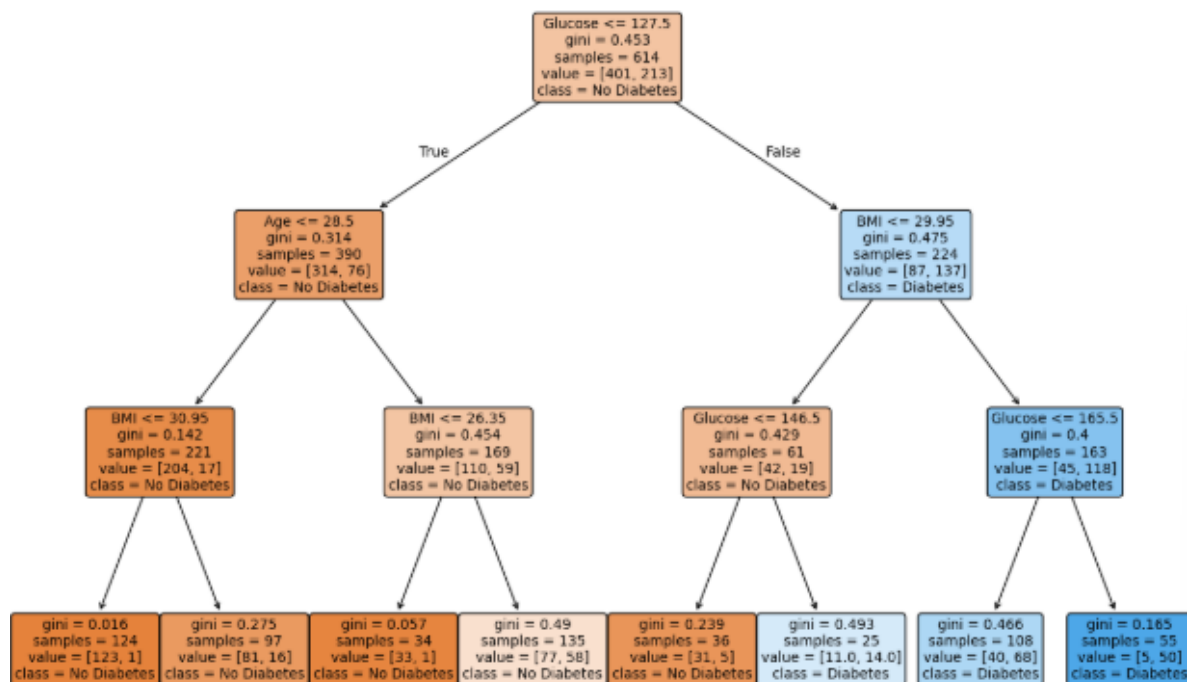 Glucose <= 127.5
gini = 0.453
samples = 614
value = [401, 213]
class = No Diabetes
True
False
Age <= 28.5
gini = 0.314
samples = 390
value = [314, 76]
class = No Diabetes
BMI <= 29.95
gini = 0.475
samples = 224
value = [87, 137]
class = Diabetes
BMI <= 30.95
gini = 0.142
samples = 221
value = [204, 17]
class = No Diabetes
BMI <= 26.35
gini = 0.454
samples = 169
value = [110, 59]
class = No Diabetes
Glucose <= 146.5
gini = 0.429
samples = 61
value = [42, 19]
class = No Diabetes
Glucose <= 165.5
gini = 0.4
samples = 163
value = [45, 118]
class = Diabetes
gini = 0.016
samples = 124
value = [123, 1]
class = No Diabetes
gini = 0.275
samples = 97
value = [81, 16]
class = No Diabetes
gini = 0.057
samples = 34
value = [33, 1]
class = No Diabetes
gini = 0.49
samples = 135
value = [77, 58]
class = No Diabetes
gini = 0.239
samples = 36
value = [31, 5]
class = No Diabetes
gini = 0.493
samples = 25
value = [11.0, 14.0]
class = Diabetes
gini = 0.466
samples = 108
value = [40, 68]
class = Diabetes
gini = 0.165
samples = 55
value = [5, 50]
class = Diabetes